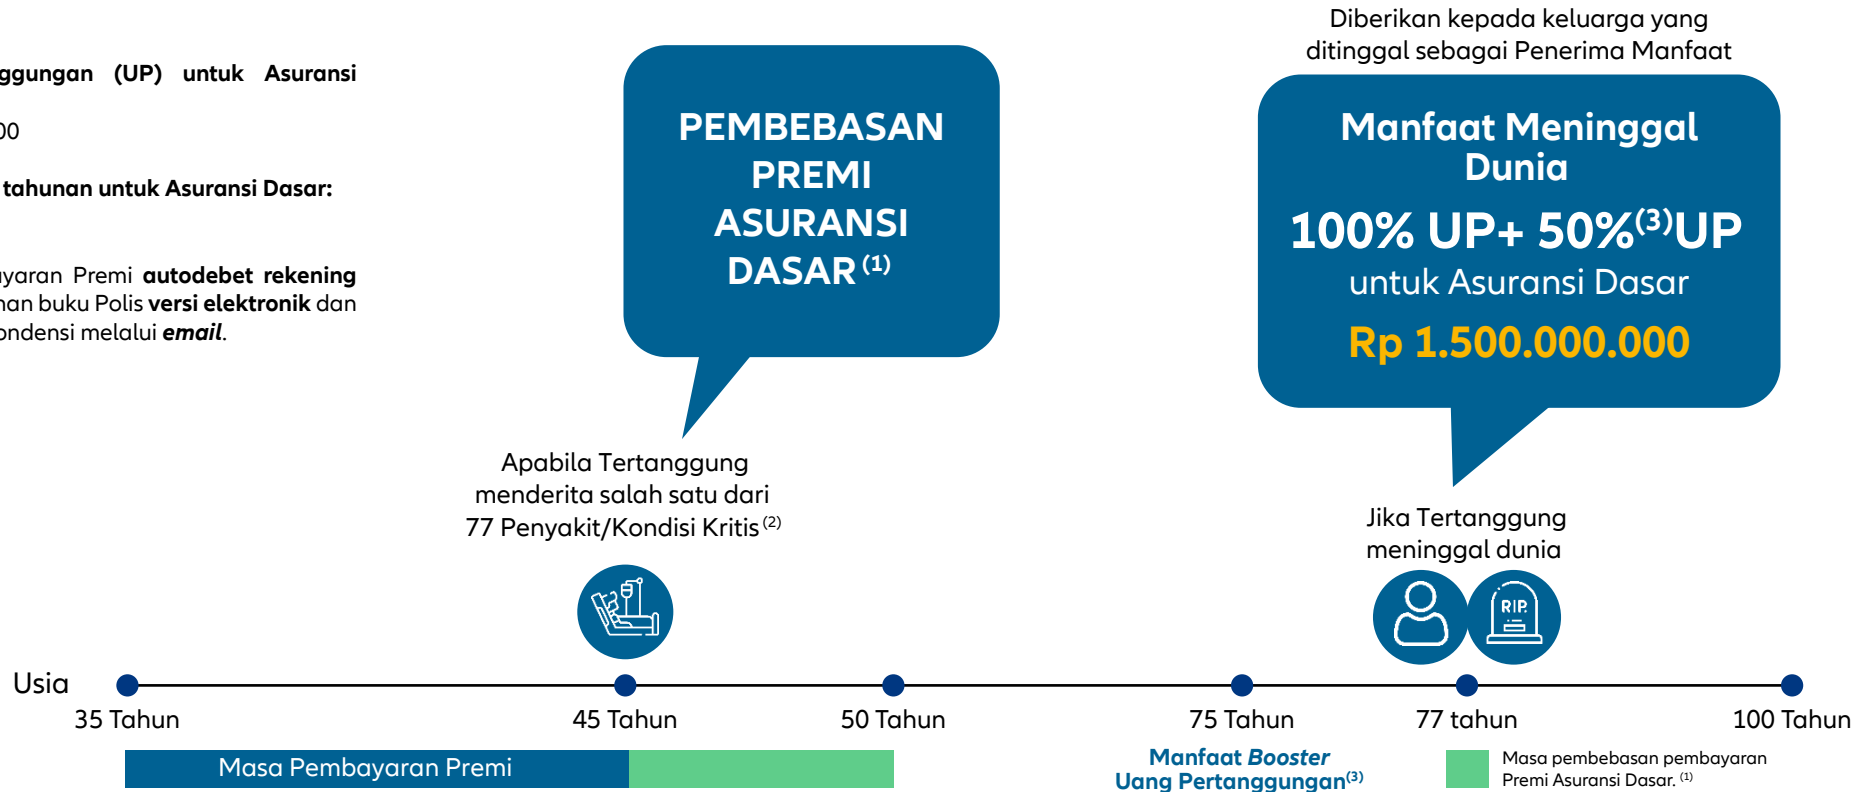 (UP) untuk Asuransi
00
tahunan untuk Asuransi Dasar:
Premi autodebet rekening
buku Polis versi elektronik dan
melalui email.
PEMBEBASAN
PREMI
ASURANSI
DASAR (1)
Apabila Tertanggung
menderita salah satu dari
77 Penyakit/Kondisi Kritis (2)
Diberikan kepada keluarga yang
ditinggal sebagai Penerima Manfaat
Manfaat Meninggal
Dunia
100% UP+ 50%(3)UP
untuk Asuransi Dasar
Rp 1.500.000.000
Jika Tertanggung
meninggal dunia
RIP.
Usia
35 Tahun
45 Tahun
50 Tahun
75 Tahun
77 tahun
100 Tahun
Masa Pembayaran Premi
Manfaat Booster
Uang Pertanggungan(3)
Masa pembebasan pembayaran
Premi Asuransi Dasar. (1)